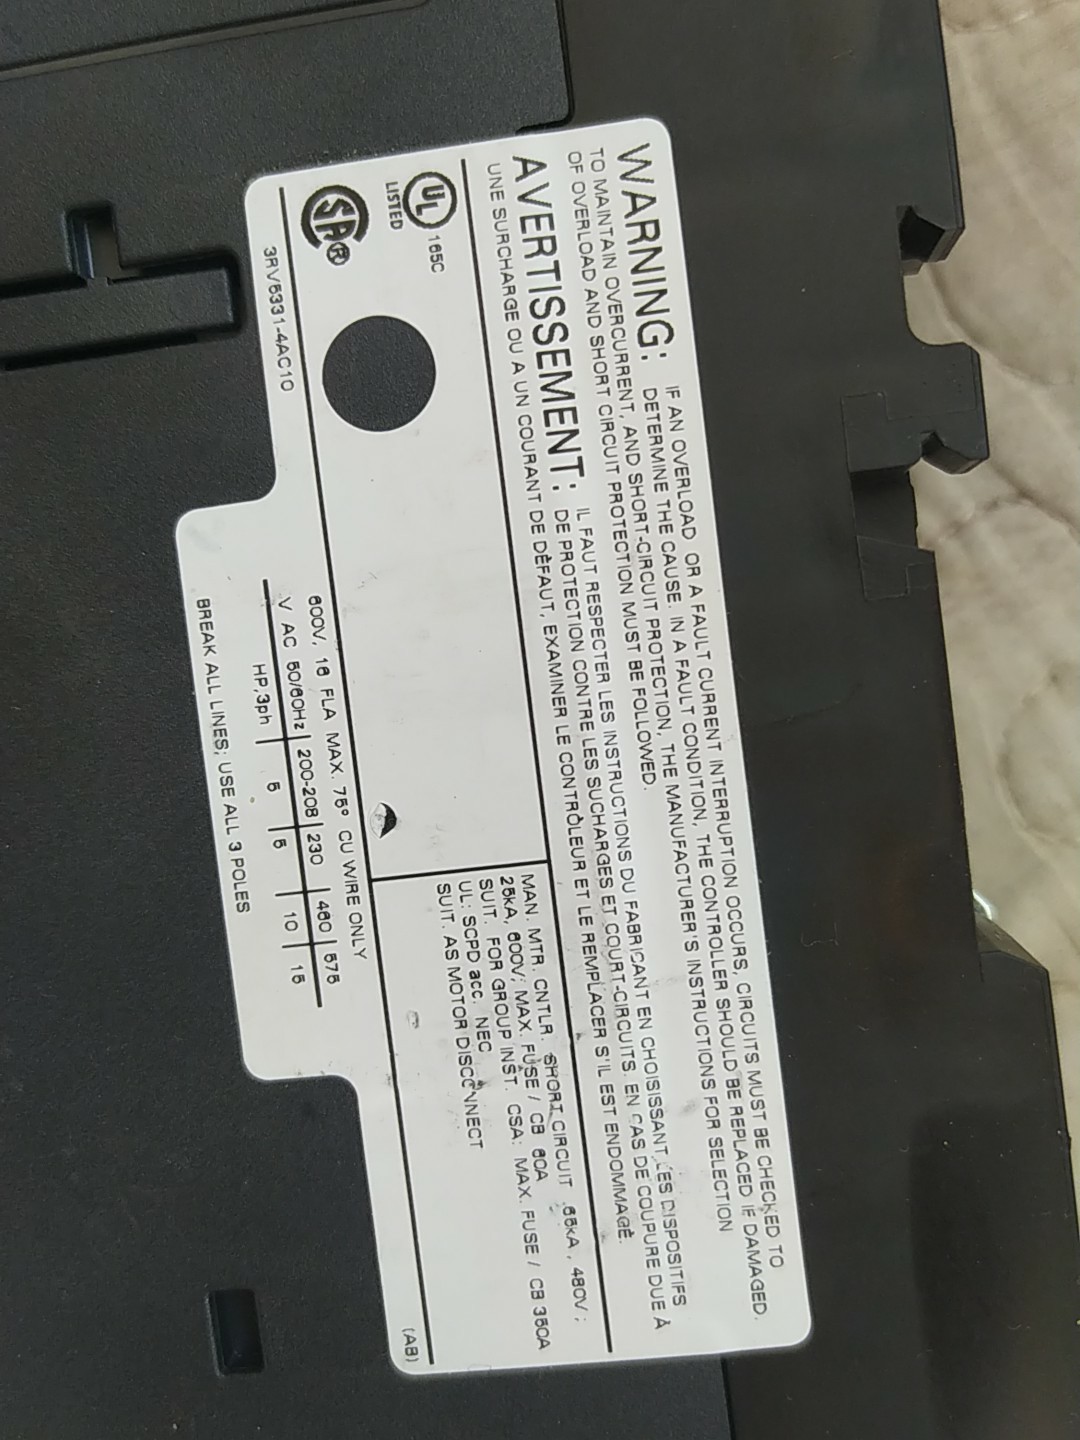 WARNING: IF AN OVERLOAD OR A FAULT CURRENT INTERRUPTION OCCURS, CIRCUITS MUST BE CHECKED TO
DETERMINE THE CAUSE. IN A FAULT CONDITION, THE CONTROLLER SHOULD BE REPLACED IF DAMAGED.
TO MAINTAIN OVERCURRENT, AND SHORT-CIRCUIT PROTECTION, THE MANUFACTURER'S INSTRUCTIONS FOR SELECTION
OF OVERLOAD AND SHORT CIRCUIT PROTECTION MUST BE FOLLOWED.
AVERTISSEMENT: IL FAUT RESPECTER LES INSTRUCTIONS DU FABRICANT EN CHOISISSANT LES DISPOSITIFS
DE PROTECTION CONTRE LES SUCHARGES ET COURT-CIRCUITS. EN CAS DE COUPURE DUE À
UNE SURCHARGE OU A UN COURANT DE DÈFAUT, EXAMINER LE CONTRÒLEUR ET LE REMPLACER S'IL EST ENDOMMAGÈ.
UL 165C
LISTED
MAN. MTR. CNTLR. SHORT CIRCUIT 65kA, 480V;
25kA, 600V; MAX. FUSE / CB 60A
SUIT. FOR GROUP INST. CSA: MAX. FUSE / CB 350A
UL: SCPD acc. NEC
SUIT. AS MOTOR DISCONNECT
SA®
3RV6331-4AC10
600V, 16 FLA MAX. 75° CU WIRE ONLY
V AC 50/60Hz 200-208 230 460 575
HP,3ph 5 5 10 15
BREAK ALL LINES; USE ALL 3 POLES
(AB)